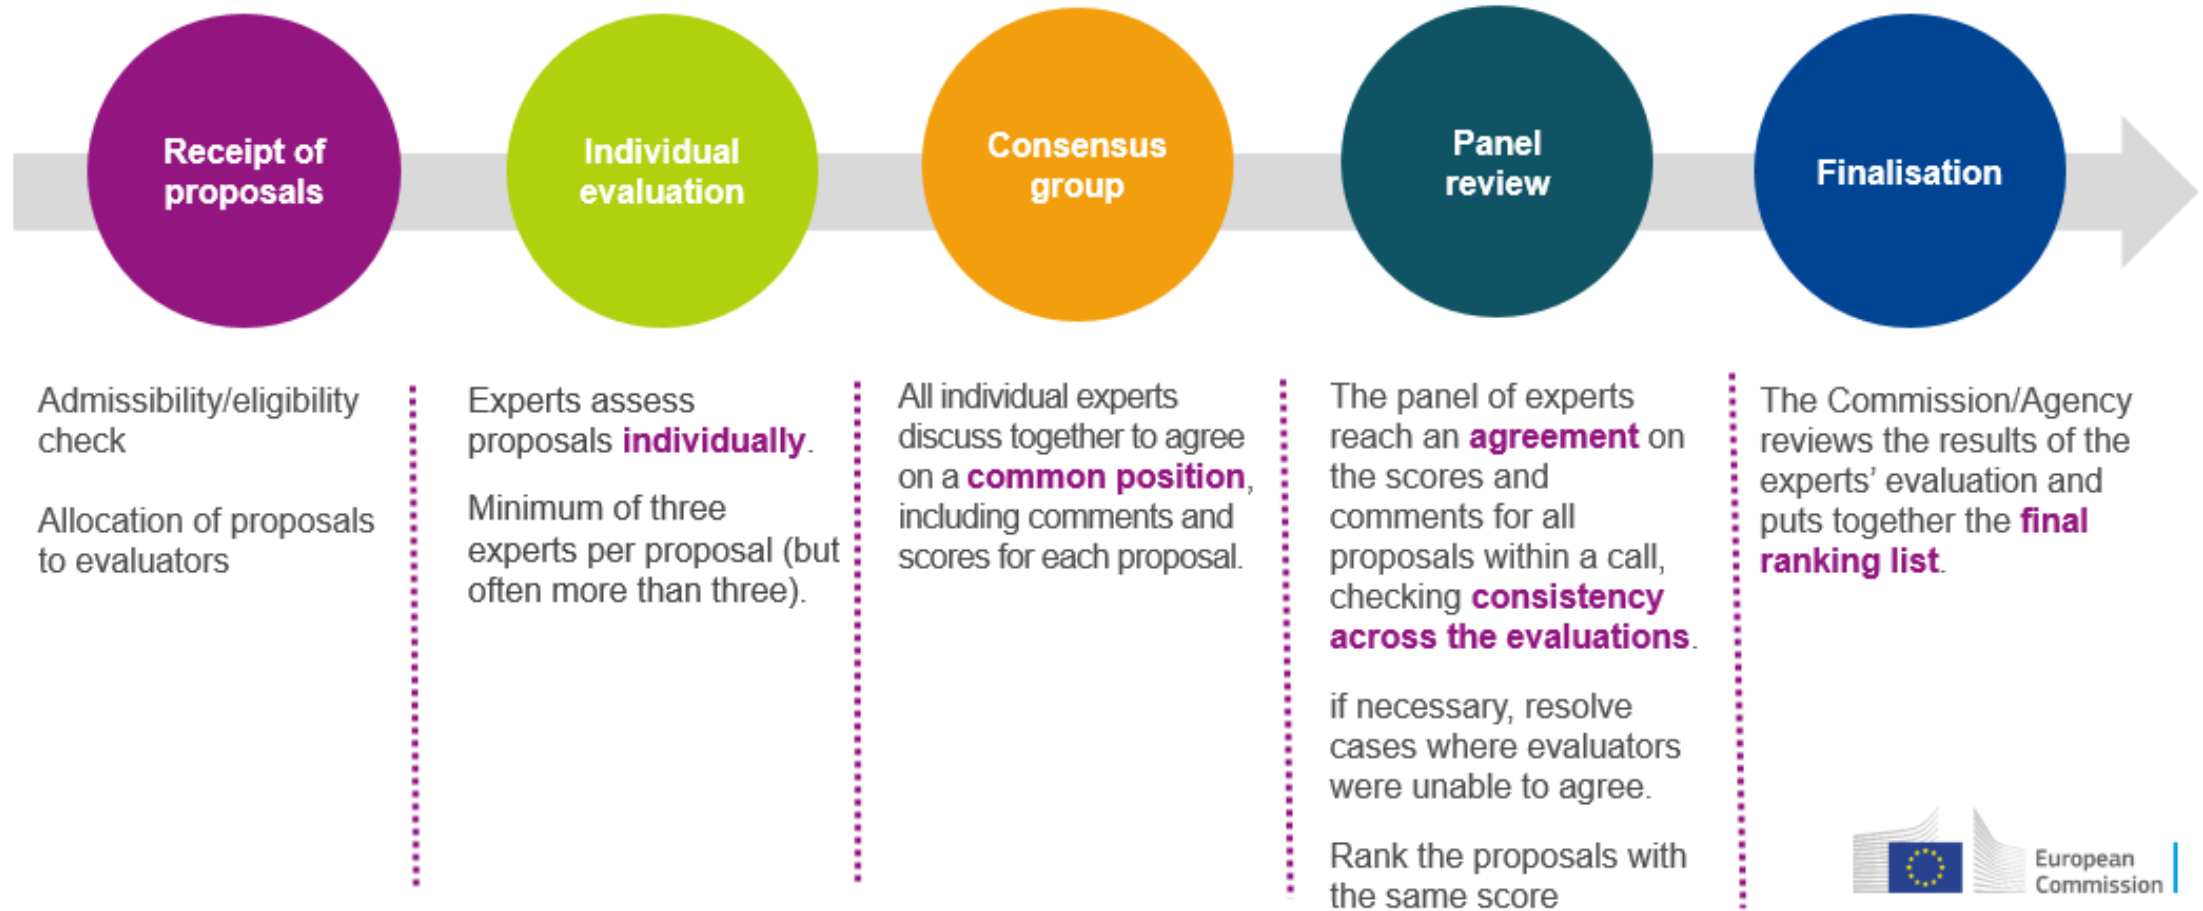 Receipt of
proposals
Individual
evaluation
Consensus
group
Panel
review
Finalisation
Admissibility/eligibility
check
Allocation of proposals
to evaluators
Experts assess
proposals individually.
Minimum of three
experts per proposal (but
often more than three).
All individual experts
discuss together to agree
on a common position,
including comments and
scores for each proposal.
The panel of experts
reach an agreement on
the scores and
comments for all
proposals within a call,
checking consistency
across the evaluations.
if necessary, resolve
cases where evaluators
were unable to agree.
Rank the proposals with
the same score
The Commission/Agency
reviews the results of the
experts’ evaluation and
puts together the final
ranking list.
European
Commission